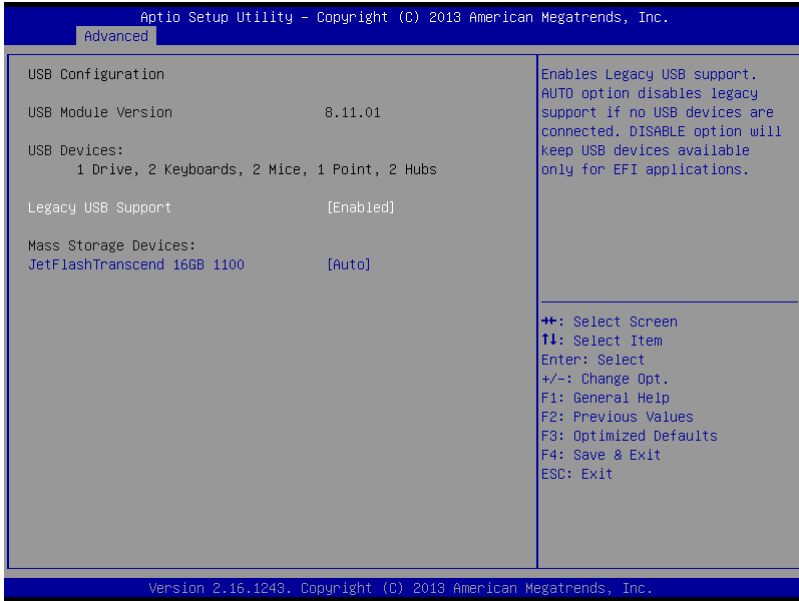 Aptio Setup Utility – Copyright (C) 2013 American Megatrends, Inc.
Advanced
USB Configuration
USB Module Version 8.11.01
USB Devices:
1 Drive, 2 Keyboards, 2 Mice, 1 Point, 2 Hubs
Legacy USB Support [Enabled]
Mass Storage Devices:
JetFlashTranscend 16GB 1100 [Auto]
Enables Legacy USB support.
AUTO option disables legacy
support if no USB devices are
connected. DISABLE option will
keep USB devices available
only for EFI applications.
→←: Select Screen
↑↓: Select Item
Enter: Select
+/-: Change Opt.
F1: General Help
F2: Previous Values
F3: Optimized Defaults
F4: Save & Exit
ESC: Exit
Version 2.16.1243. Copyright (C) 2013 American Megatrends, Inc.